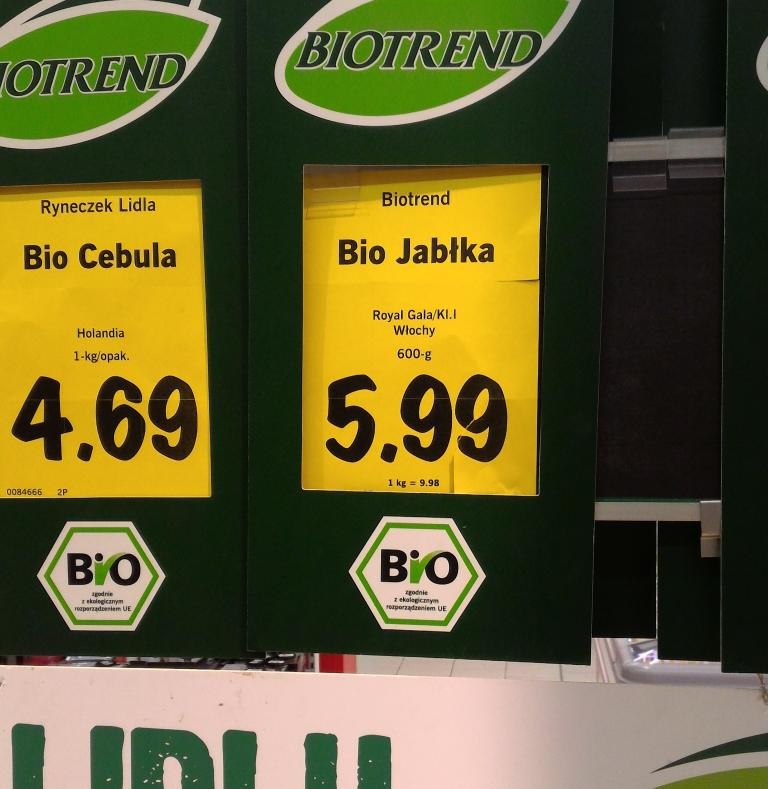 BIOTREND
Ryneczek Lidla
Bio Cebula
Holandia
1-kg/opak.
4.69
0084666 2P
BIO
zgodnie
z ekologicznym
rozporządzeniem UE
BIOTREND
Biotrend
Bio Jabłka
Royal Gala/Kl.I
Włochy
600-g
5.99
1 kg = 9.98
BIO
zgodnie
z ekologicznym
rozporządzeniem UE